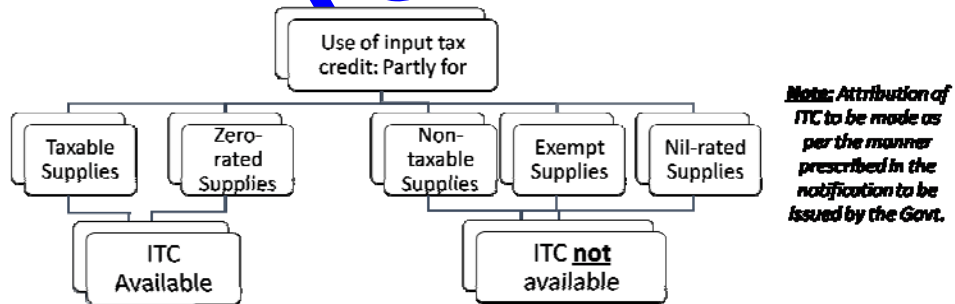 Use of input tax
credit: Partly for
Taxable
Supplies
Zero-
rated
Supplies
Non-
taxable
Supplies
Exempt
Supplies
Nil-rated
Supplies
ITC
Available
ITC not
available
Note: Attribution of
ITC to be made as
per the manner
prescribed in the
notification to be
issued by the Govt.